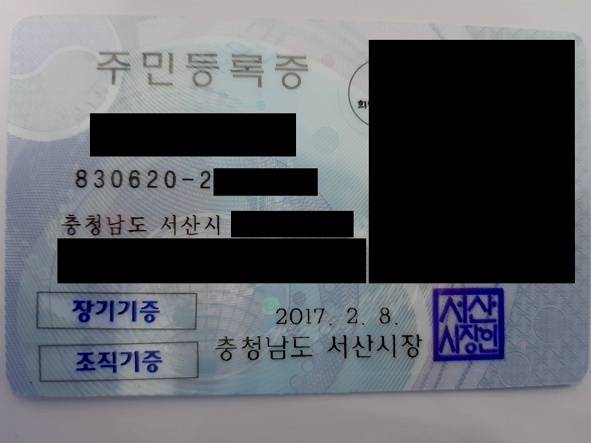 주민등록증
830620-2
충청남도 서산시
장기기증
조직기증
2017. 2. 8.
충청남도 서산시장
서산
시장인